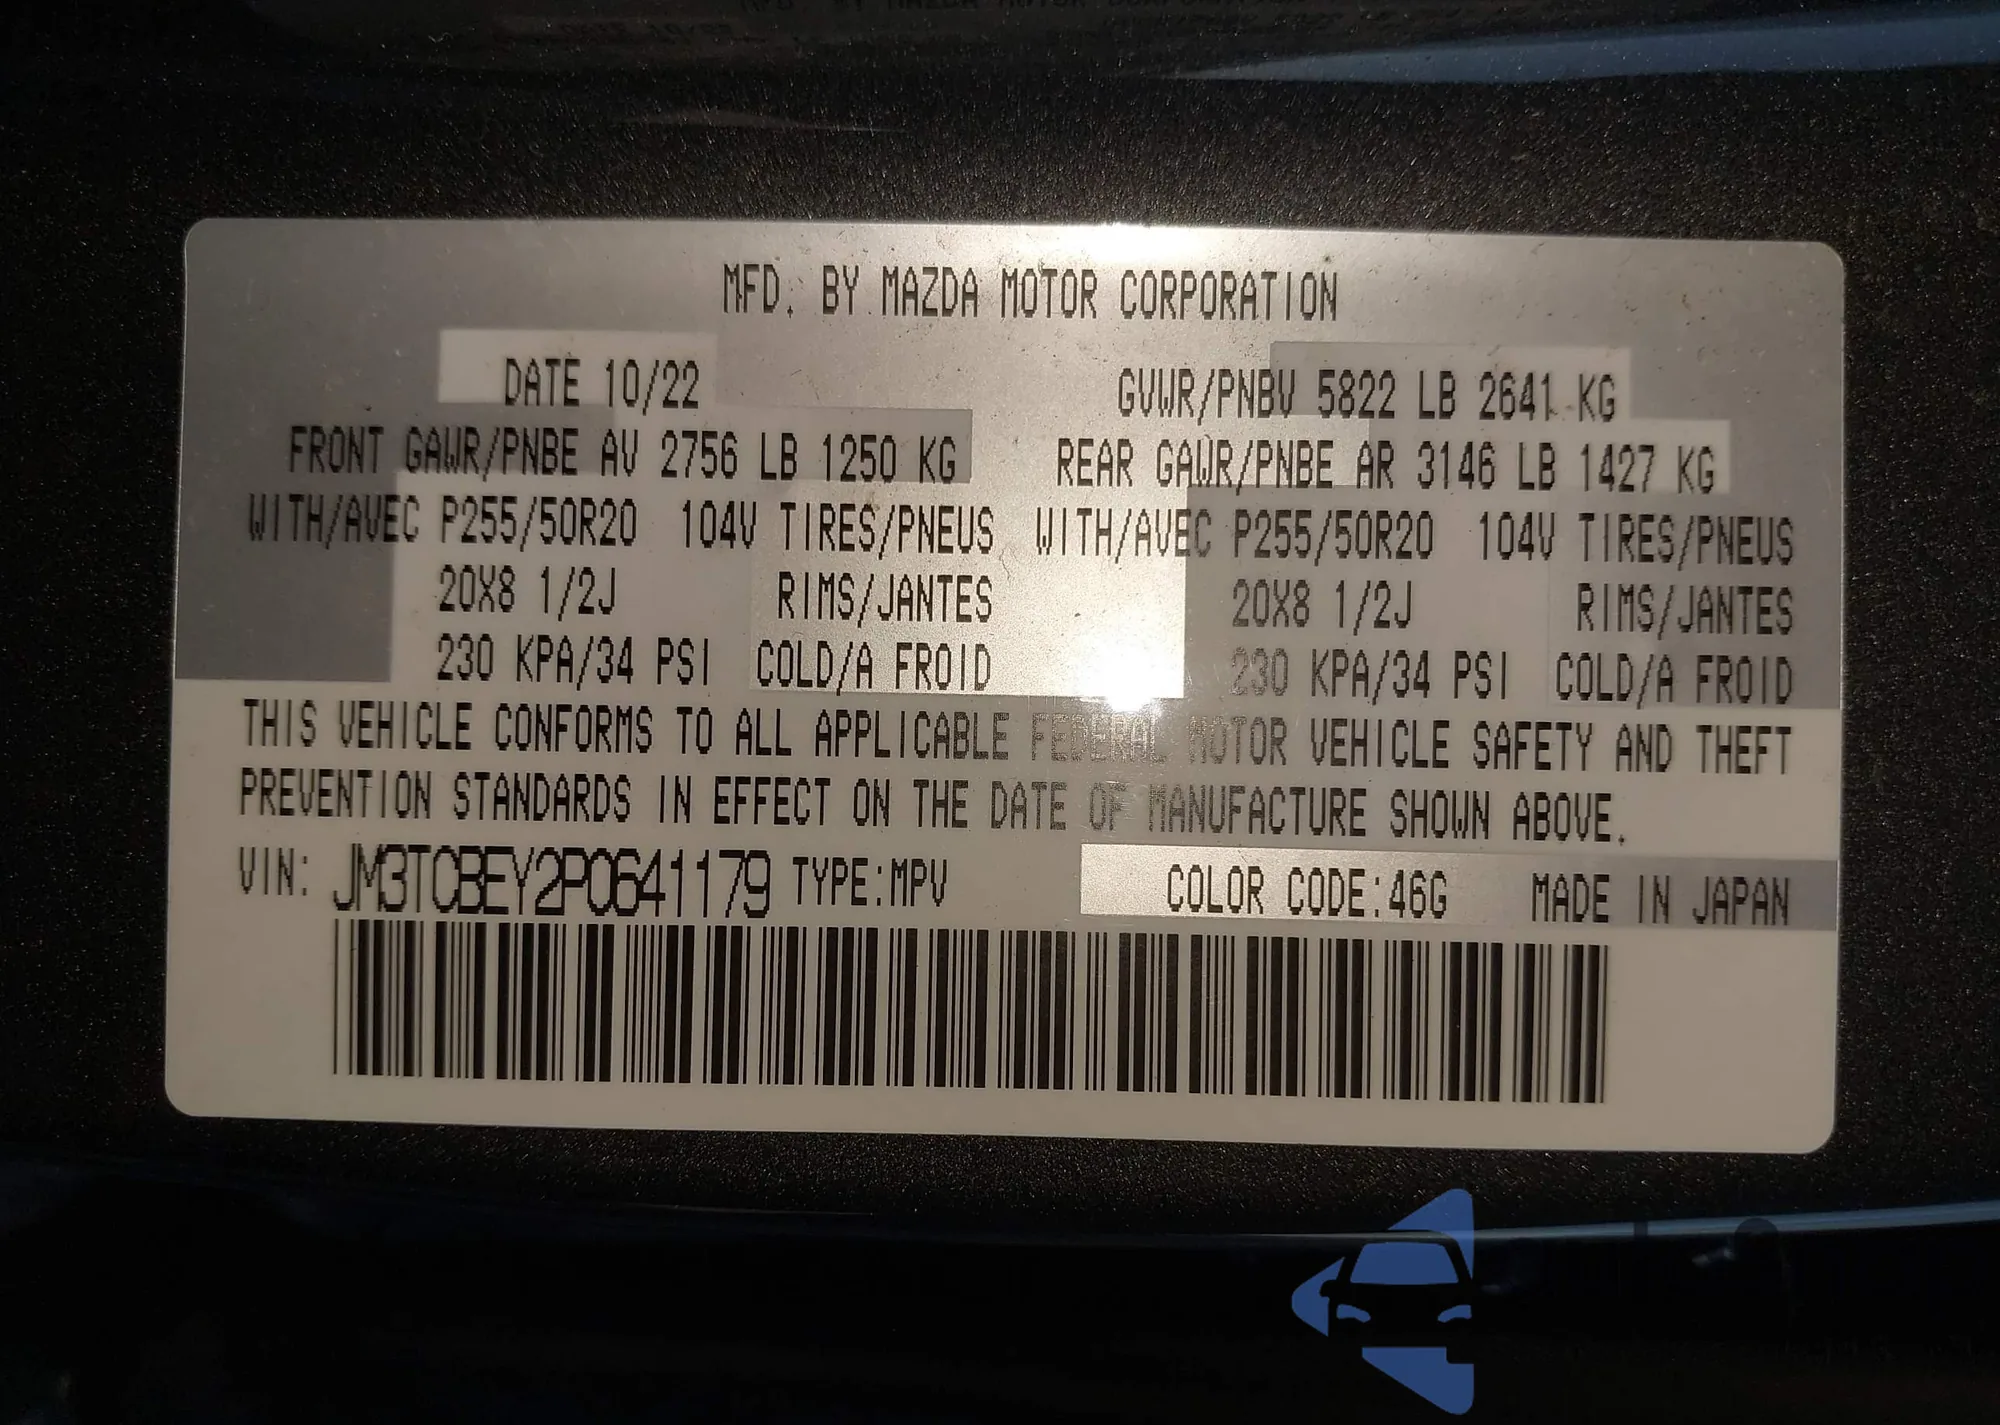 MFD. BY MAZDA MOTOR CORPORATION
DATE 10/22 GVWR/PNBV 5822 LB 2641 KG
FRONT GAWR/PNBE AV 2756 LB 1250 KG REAR GAWR/PNBE AR 3146 LB 1427 KG
WITH/AVEC P255/50R20 104V TIRES/PNEUS WITH/AVEC P255/50R20 104V TIRES/PNEUS
20X8 1/2J RIMS/JANTES 20X8 1/2J RIMS/JANTES
230 KPA/34 PSI COLD/A FROID 230 KPA/34 PSI COLD/A FROID
THIS VEHICLE CONFORMS TO ALL APPLICABLE FEDERAL MOTOR VEHICLE SAFETY AND THEFT
PREVENTION STANDARDS IN EFFECT ON THE DATE OF MANUFACTURE SHOWN ABOVE.
VIN: JM3TCBEY2P0641179 TYPE:MPV COLOR CODE:46G MADE IN JAPAN